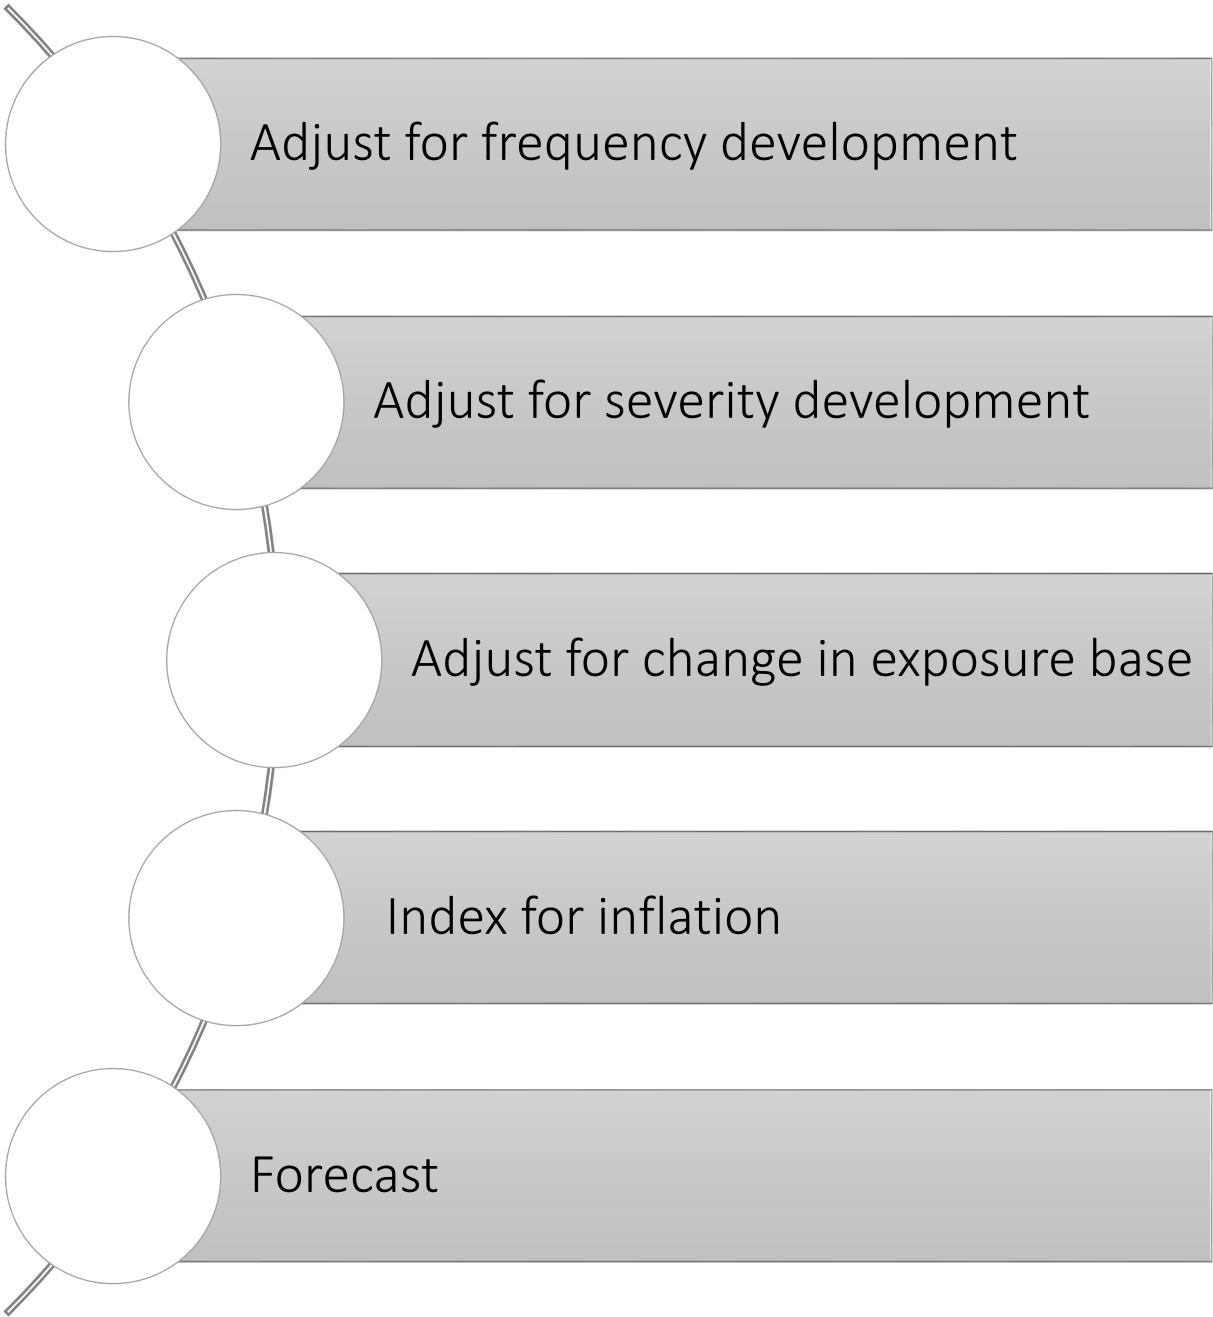 Adjust for frequency development
Adjust for severity development
Adjust for change in exposure base
Index for inflation
Forecast